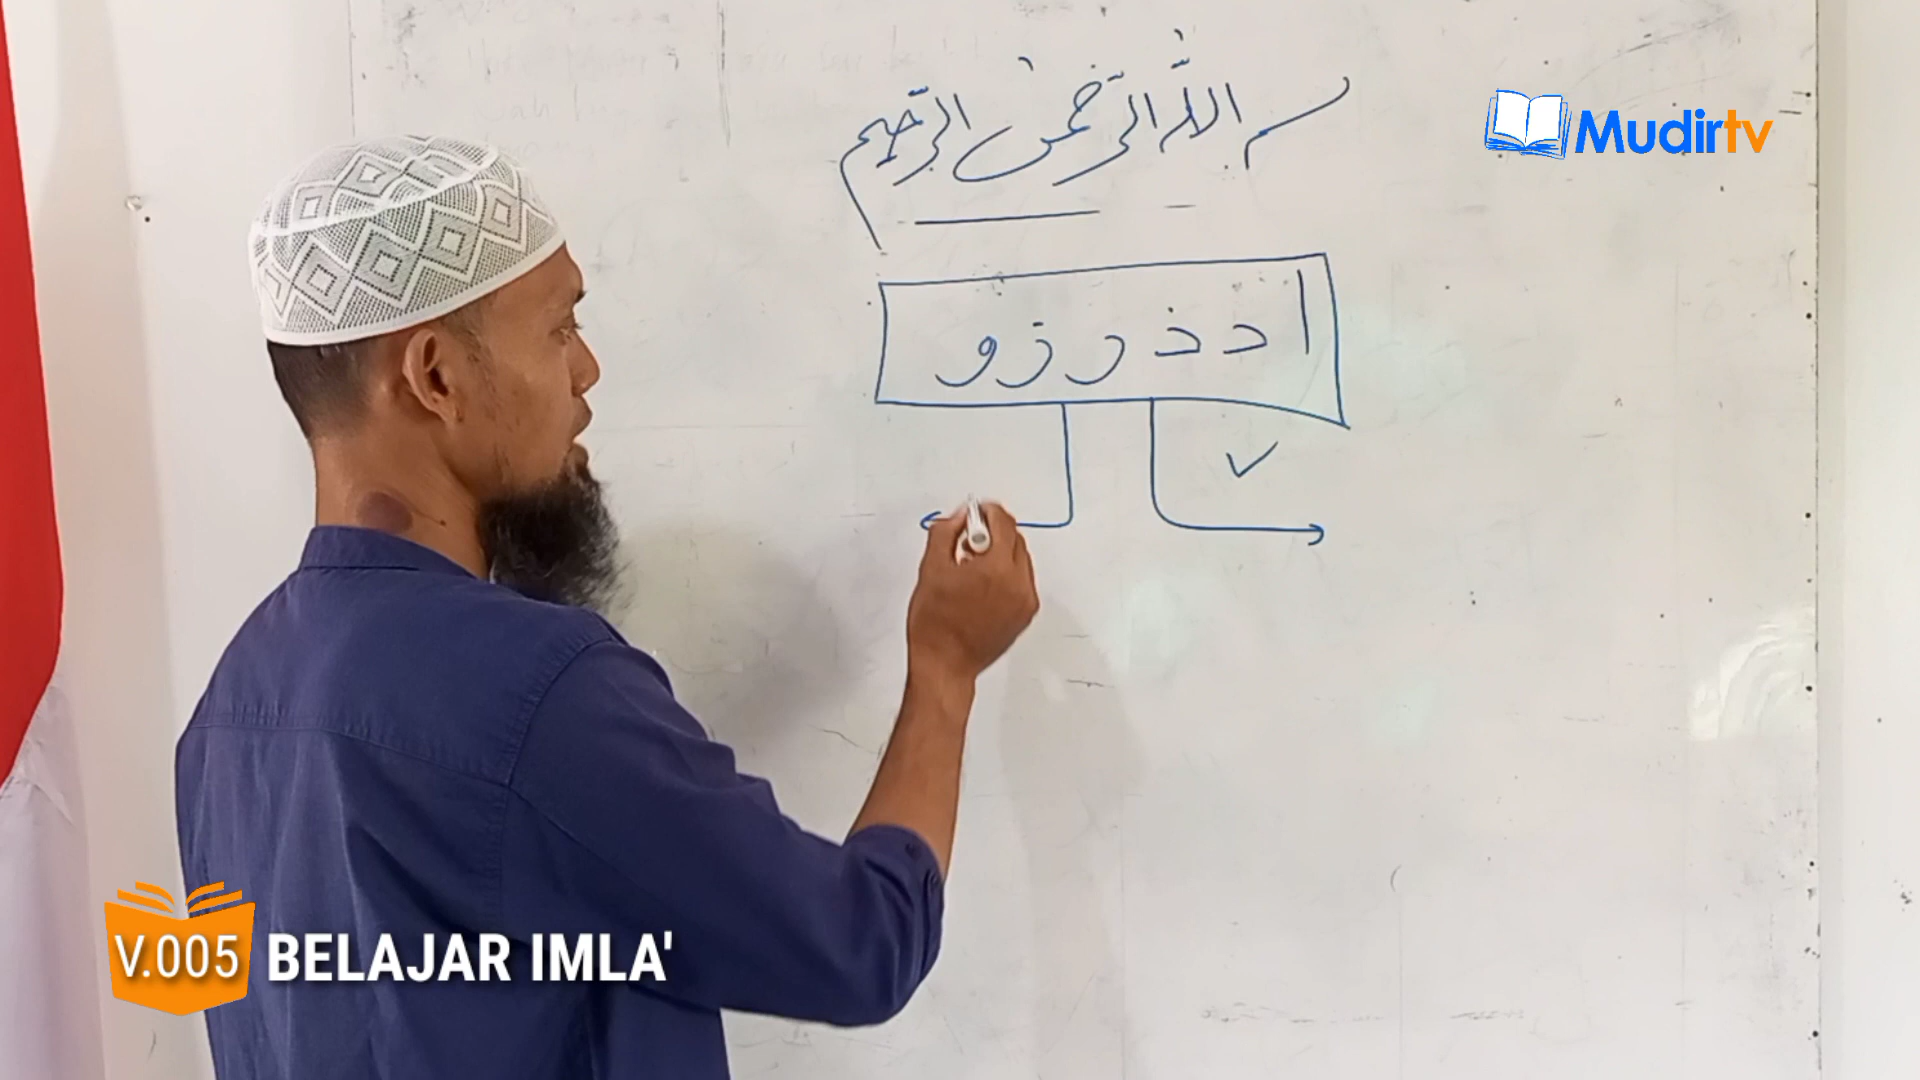 بسم الله الرحمن الرحيم
Mudirtv
ا د ذ ر ز و
V.005 BELAJAR IMLA'